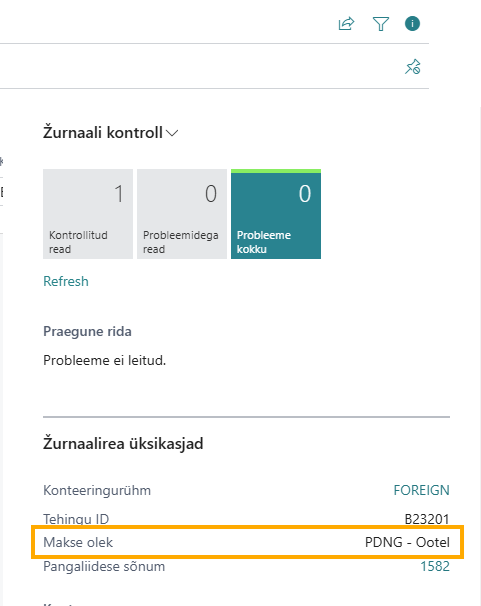 Žurnaali kontroll
1
0
0
Kontrollitud read
Probleemidega read
Probleeme kokku
Refresh
Praegune rida
Probleeme ei leitud.
Žurnaalirea üksikasjad
Konteeringurühm FOREIGN
Tehingu ID B23201
Makse olek PDNG - Ootel
Pangaliidese sõnum 1582